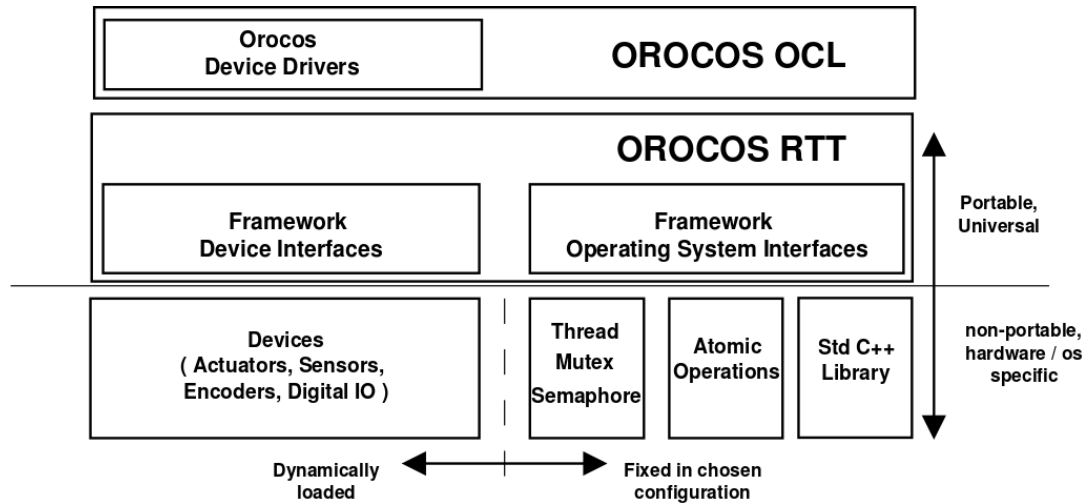 Orocos
Device Drivers
OROCOS OCL
OROCOS RTT
Framework
Device Interfaces
Framework
Operating System Interfaces
Portable,
Universal
Devices
( Actuators, Sensors,
Encoders, Digital IO )
Thread
Mutex
Semaphore
Atomic
Operations
Std C++
Library
non-portable,
hardware / os
specific
Dynamically
loaded
Fixed in chosen
configuration